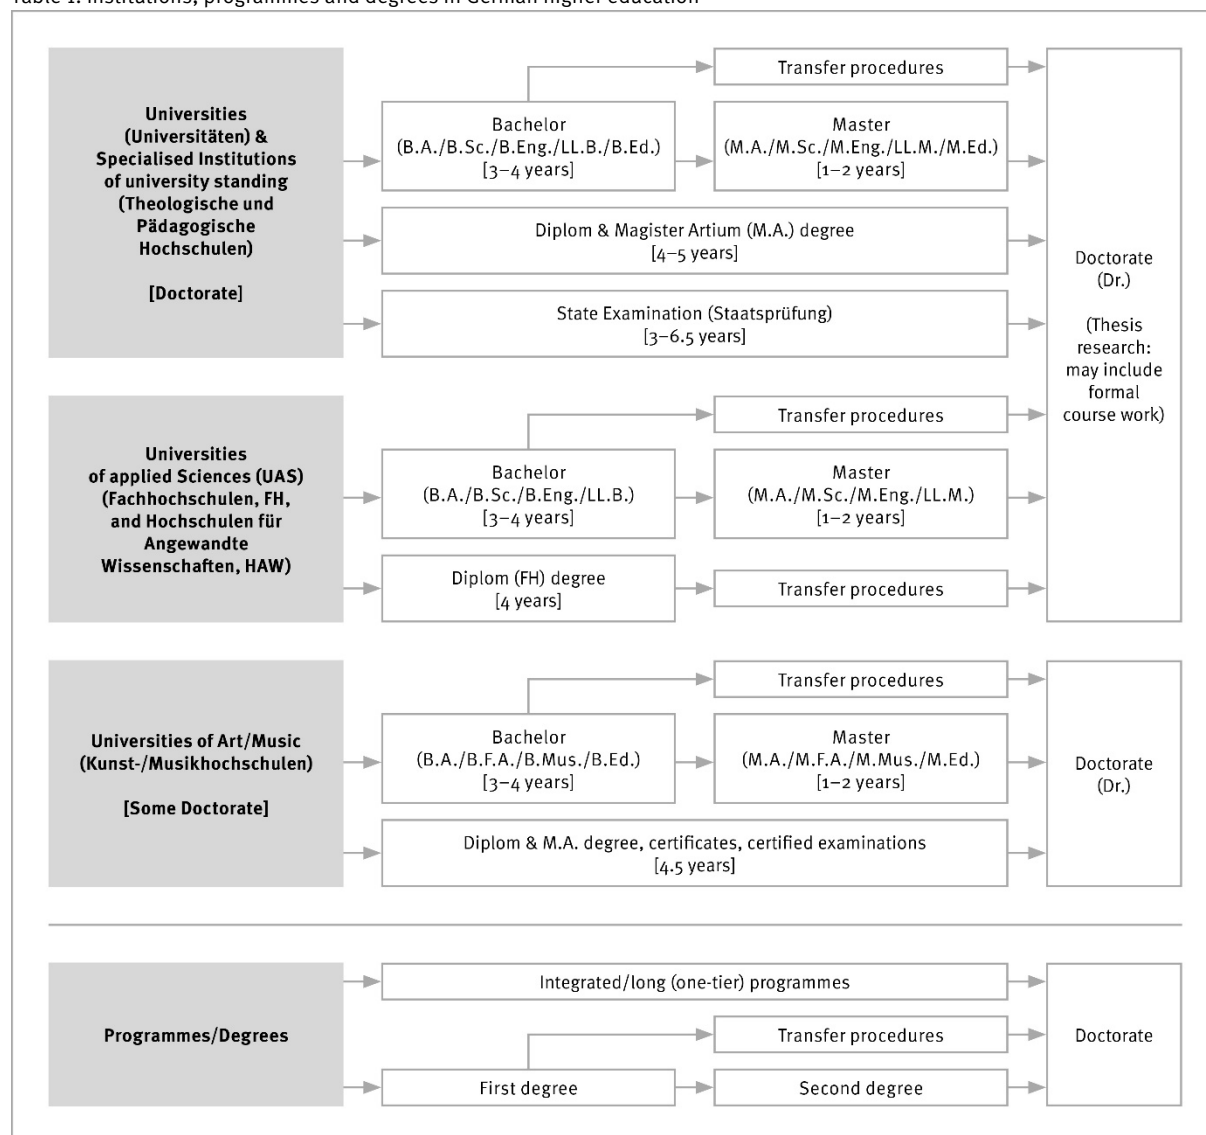 Table 1: Institutions, programmes and degrees in German higher education
Universities
(Universitäten) &
Specialised Institutions
of university standing
(Theologische und
Pädagogische
Hochschulen)
[Doctorate]
Transfer procedures
Bachelor
(B.A./B.Sc./B.Eng./LL.B./B.Ed.)
[3–4 years]
Master
(M.A./M.Sc./M.Eng./LL.M./M.Ed.)
[1–2 years]
Diplom & Magister Artium (M.A.) degree
[4–5 years]
State Examination (Staatsprüfung)
[3–6.5 years]
Doctorate
(Dr.)
(Thesis
research:
may include
formal
course work)
Universities
of applied Sciences (UAS)
(Fachhochschulen, FH,
and Hochschulen für
Angewandte
Wissenschaften, HAW)
Transfer procedures
Bachelor
(B.A./B.Sc./B.Eng./LL.B.)
[3–4 years]
Master
(M.A./M.Sc./M.Eng./LL.M.)
[1–2 years]
Diplom (FH) degree
[4 years]
Transfer procedures
Universities of Art/Music
(Kunst-/Musikhochschulen)
[Some Doctorate]
Transfer procedures
Bachelor
(B.A./B.F.A./B.Mus./B.Ed.)
[3–4 years]
Master
(M.A./M.F.A./M.Mus./M.Ed.)
[1–2 years]
Diplom & M.A. degree, certificates, certified examinations
[4.5 years]
Doctorate
(Dr.)
Programmes/Degrees
Integrated/long (one-tier) programmes
Transfer procedures
First degree
Second degree
Doctorate